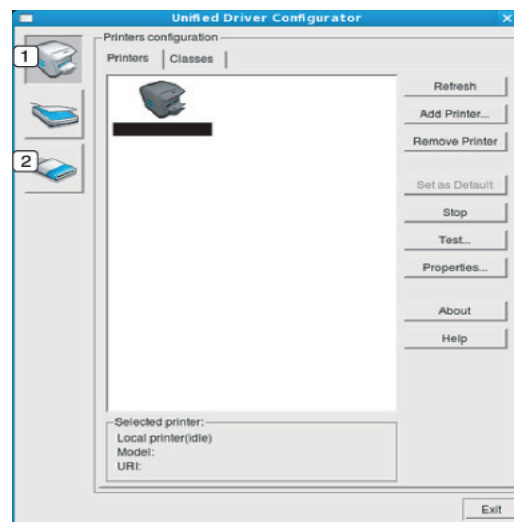 Unified Driver Configurator
Printers configuration
1
Printers
Classes
Refresh
Add Printer...
Remove Printer
2
Set as Default
Stop
Test...
Properties...
About
Help
Selected printer:
Local printer(idle)
Model:
URI:
Exit